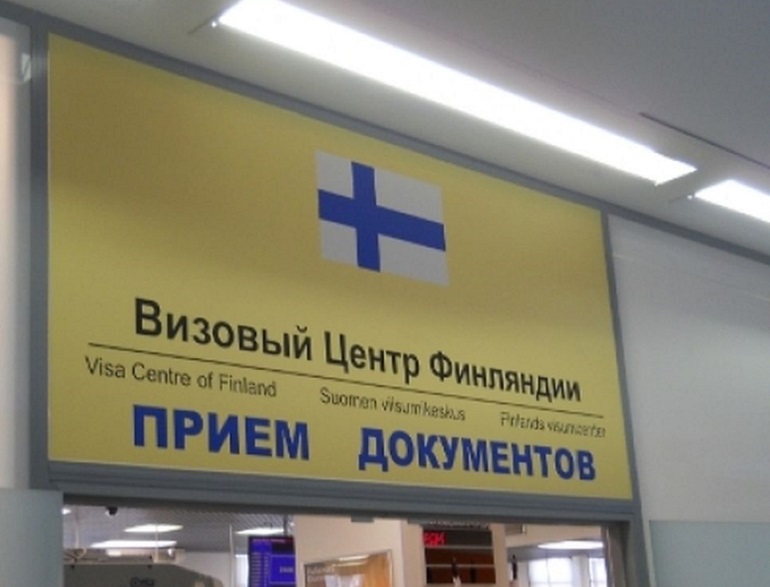 Визовый Центр Финляндии
Visa Centre of Finland Suomen viisumikeskus Finlands visumcenter
ПРИЕМ ДОКУМЕНТОВ